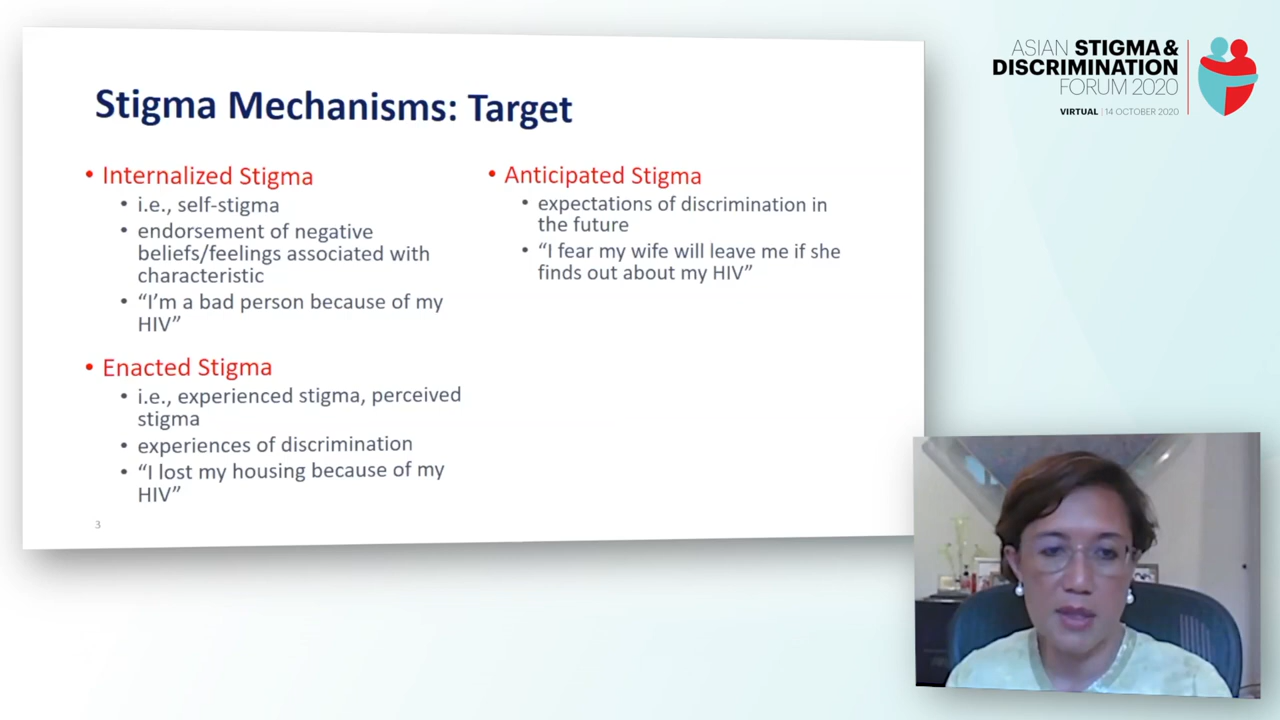 Stigma Mechanisms: Target
• Internalized Stigma
• i.e., self-stigma
• endorsement of negative
beliefs/feelings associated with
characteristic
• “I’m a bad person because of my
HIV”
• Enacted Stigma
• i.e., experienced stigma, perceived
stigma
• experiences of discrimination
• “I lost my housing because of my
HIV”
• Anticipated Stigma
• expectations of discrimination in
the future
• “I fear my wife will leave me if she
finds out about my HIV”
3
ASIAN STIGMA &
DISCRIMINATION
FORUM 2020
VIRTUAL | 14 OCTOBER 2020